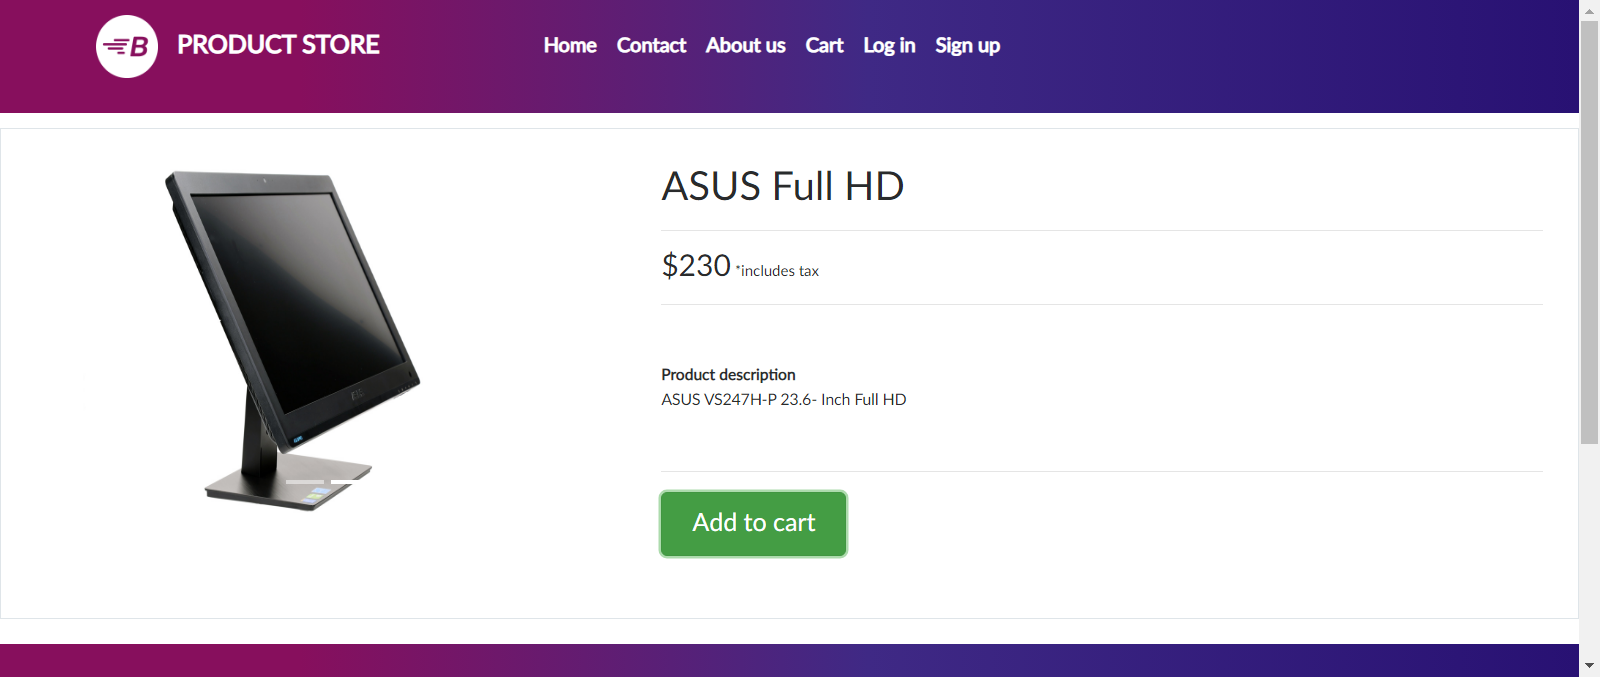 B PRODUCT STORE Home Contact About us Cart Log in Sign up
ASUS Full HD
$230 *includes tax
Product description
ASUS VS247H-P 23.6- Inch Full HD
Add to cart